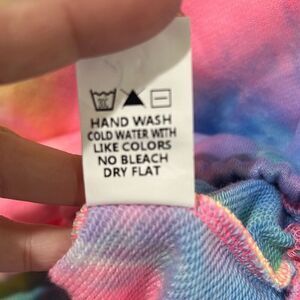 HAND WASH
COLD WATER WITH
LIKE COLORS
NO BLEACH
DRY FLAT